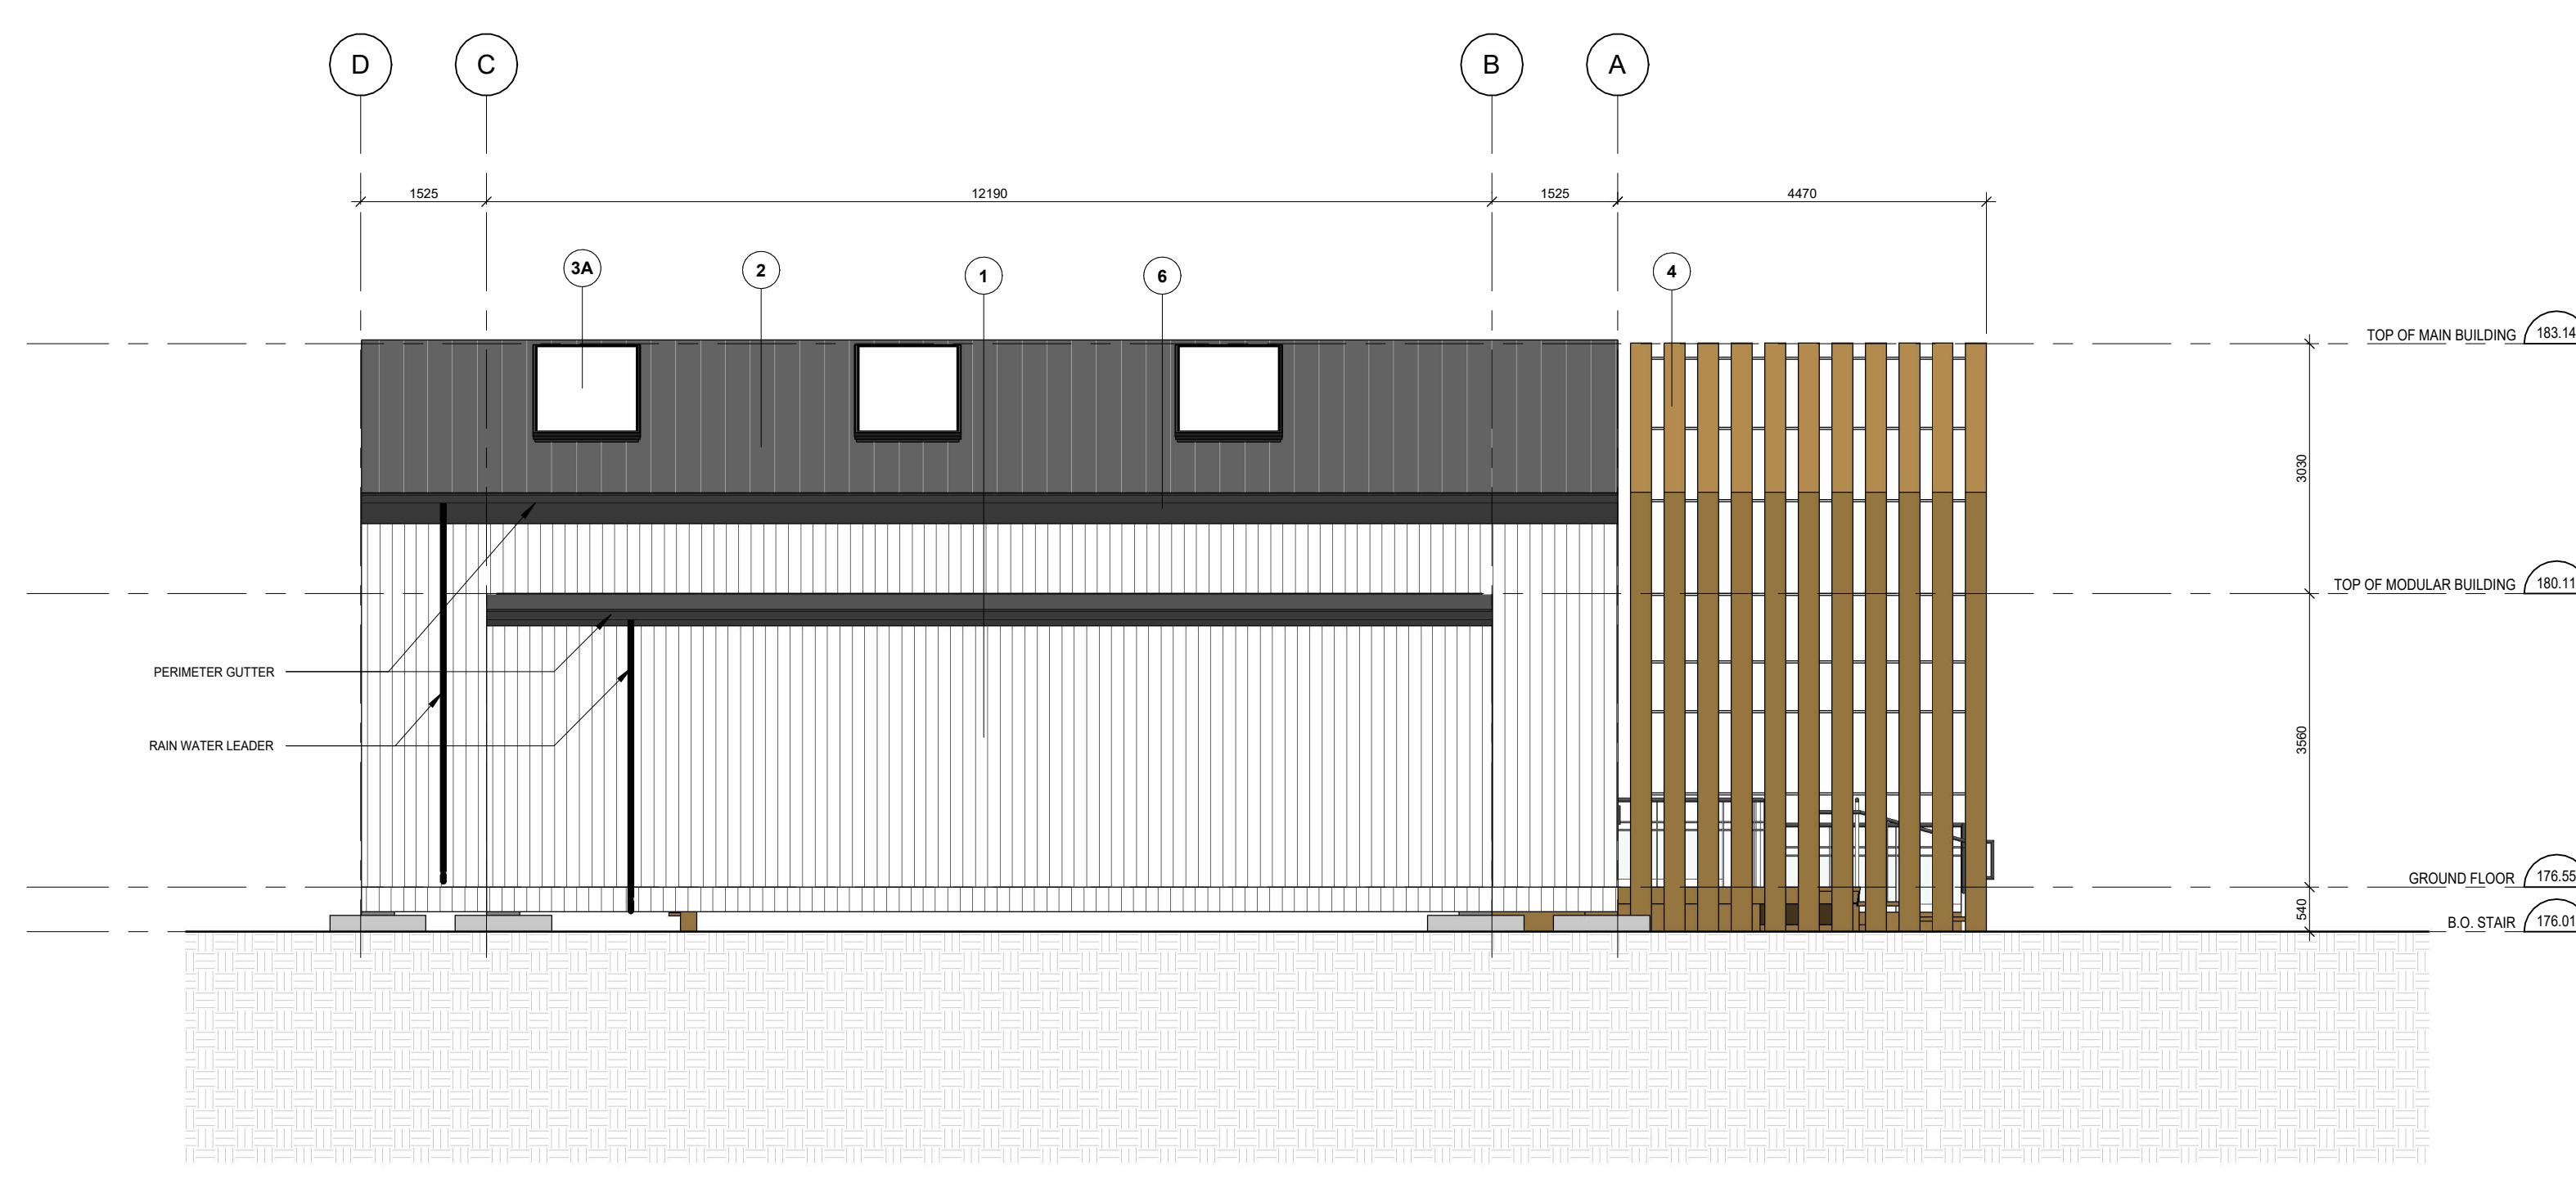 D
C
B
A
1525
12190
1525
4470
3A
2
1
6
4
TOP OF MAIN BUILDING 183.14
3030
TOP OF MODULAR BUILDING 180.11
PERIMETER GUTTER
RAIN WATER LEADER
3560
GROUND FLOOR 176.55
540
B.O. STAIR 176.01